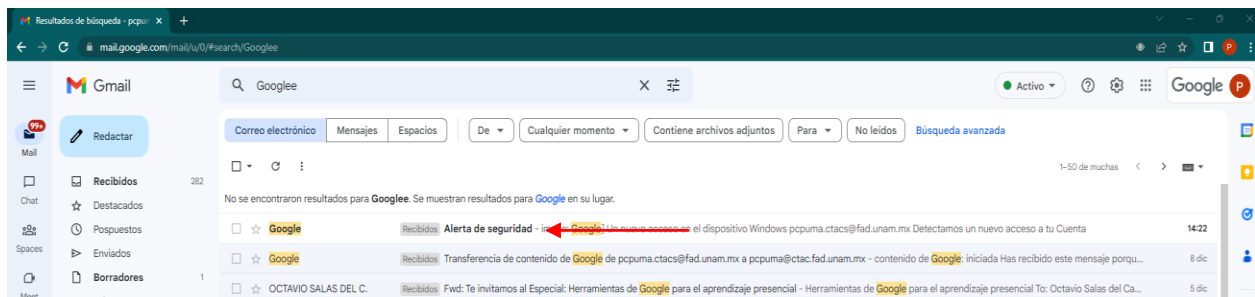 Resultados de búsqueda - pcpum
mail.google.com/mail/u/0/#search/Googlee
P
Gmail
Googlee
Activo
Google P
99+
Mail
Redactar
Correo electrónico Mensajes Espacios De Cualquier momento Contiene archivos adjuntos Para No leídos Búsqueda avanzada
1–50 de muchas
Chat
Recibidos 282
Destacados
No se encontraron resultados para Googlee. Se muestran resultados para Google en su lugar.
Spaces
Pospuestos
Google Recibidos Alerta de seguridad - Google] Un nuevo acceso en el dispositivo Windows pcpuma.ctacs@fad.unam.mx Detectamos un nuevo acceso a tu Cuenta 14:22
Enviados
Google Recibidos Transferencia de contenido de Google de pcpuma.ctacs@fad.unam.mx a pcpuma@ctac.fad.unam.mx - contenido de Google: iniciada Has recibido este mensaje porqu... 8 dic
Borradores 1
OCTAVIO SALAS DEL C. Recibidos Fwd: Te invitamos al Especial: Herramientas de Google para el aprendizaje presencial - Herramientas de Google para el aprendizaje presencial To: Octavio Salas del Ca... 5 dic